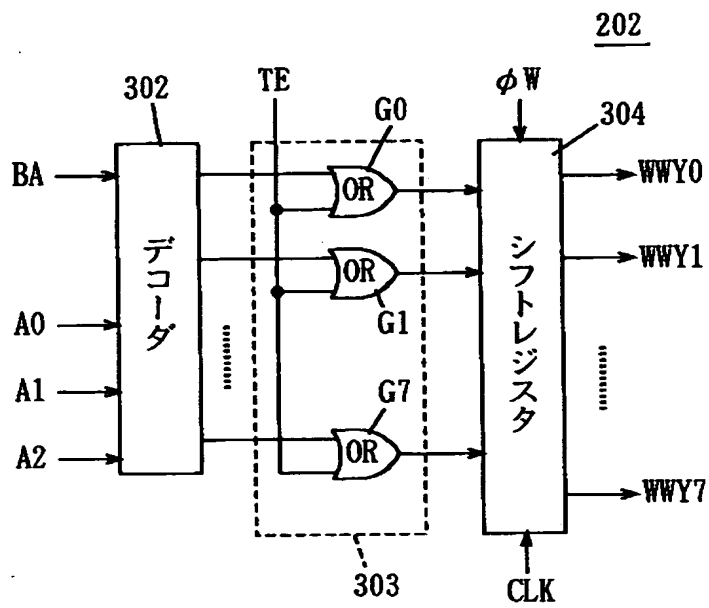 202
302
TE
φW
G0
304
BA
OR
WWY0
デコーダ
OR
シフトレジスタ
WWY1
G1
A0
A1
G7
A2
OR
WWY7
303
CLK